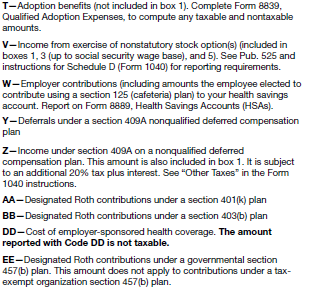 T—Adoption benefits (not included in box 1). Complete Form 8839,
Qualified Adoption Expenses, to compute any taxable and nontaxable
amounts.
V—Income from exercise of nonstatutory stock option(s) (included in
boxes 1, 3 (up to social security wage base), and 5). See Pub. 525 and
instructions for Schedule D (Form 1040) for reporting requirements.
W—Employer contributions (including amounts the employee elected to
contribute using a section 125 (cafeteria) plan) to your health savings
account. Report on Form 8889, Health Savings Accounts (HSAs).
Y—Deferrals under a section 409A nonqualified deferred compensation
plan
Z—Income under section 409A on a nonqualified deferred
compensation plan. This amount is also included in box 1. It is subject
to an additional 20% tax plus interest. See “Other Taxes” in the Form
1040 instructions.
AA—Designated Roth contributions under a section 401(k) plan
BB—Designated Roth contributions under a section 403(b) plan
DD—Cost of employer-sponsored health coverage. The amount
reported with Code DD is not taxable.
EE—Designated Roth contributions under a governmental section
457(b) plan. This amount does not apply to contributions under a tax-
exempt organization section 457(b) plan.